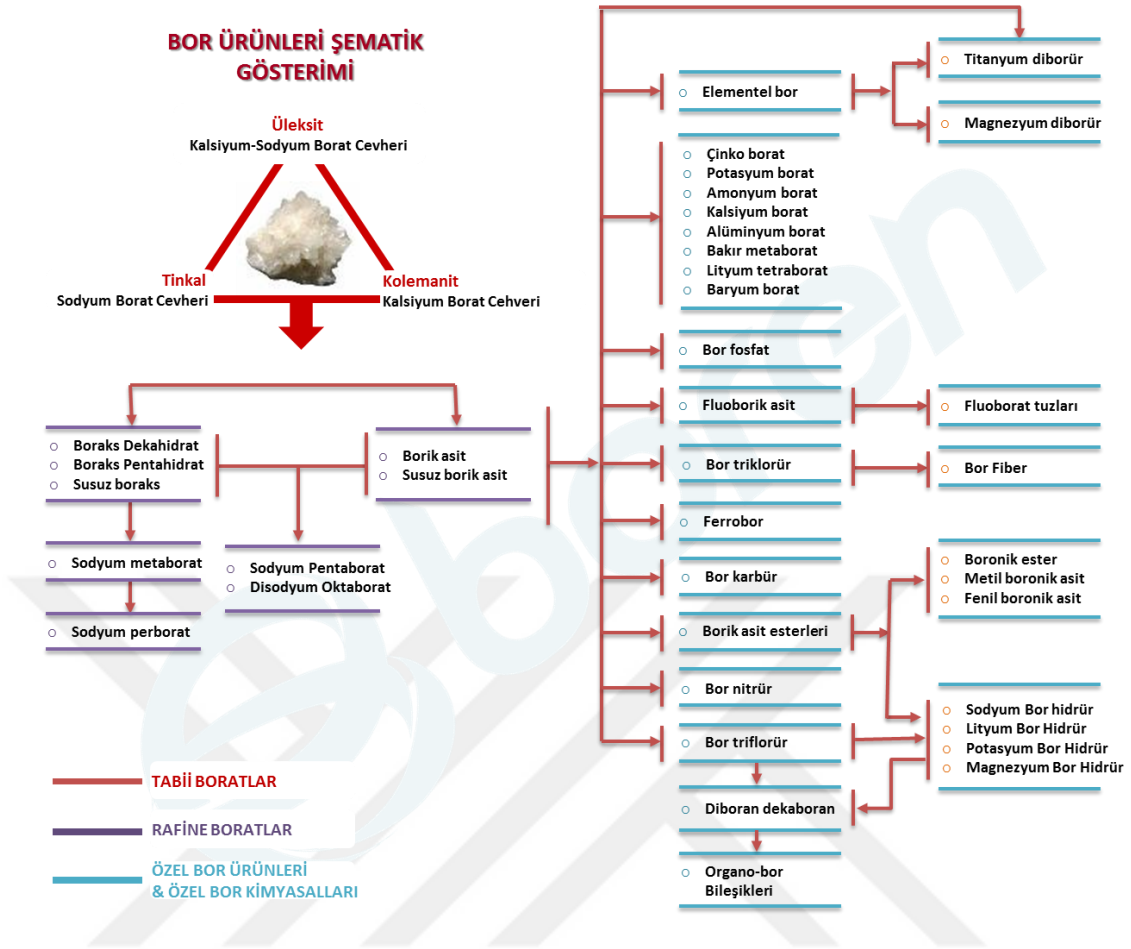 BOR ÜRÜNLERİ ŞEMATİK
GÖSTERİMİ
Üleksit
Kalsiyum-Sodyum Borat Cevheri
Tinkal
Sodyum Borat Cevheri
Kolemanit
Kalsiyum Borat Cehveri
Boraks Dekahidrat
Boraks Pentahidrat
Susuz boraks
Borik asit
Susuz borik asit
Sodyum metaborat
Sodyum perborat
Sodyum Pentaborat
Disodyum Oktaborat
Elementel bor
Titanyum diborür
Magnezyum diborür
Çinko borat
Potasyum borat
Amonyum borat
Kalsiyum borat
Alüminyum borat
Bakır metaborat
Lityum tetraborat
Baryum borat
Bor fosfat
Fluoborik asit
Fluoborat tuzları
Bor triklorür
Bor Fiber
Ferrobor
Bor karbür
Borik asit esterleri
Boronik ester
Metil boronik asit
Fenil boronik asit
Bor nitrür
Bor triflorür
Sodyum Bor hidrür
Lityum Bor Hidrür
Potasyum Bor Hidrür
Magnezyum Bor Hidrür
Diboran dekaboran
Organo-bor
Bileşikleri
TABİİ BORATLAR
RAFİNE BORATLAR
ÖZEL BOR ÜRÜNLERİ
& ÖZEL BOR KİMYASALLARI
boren